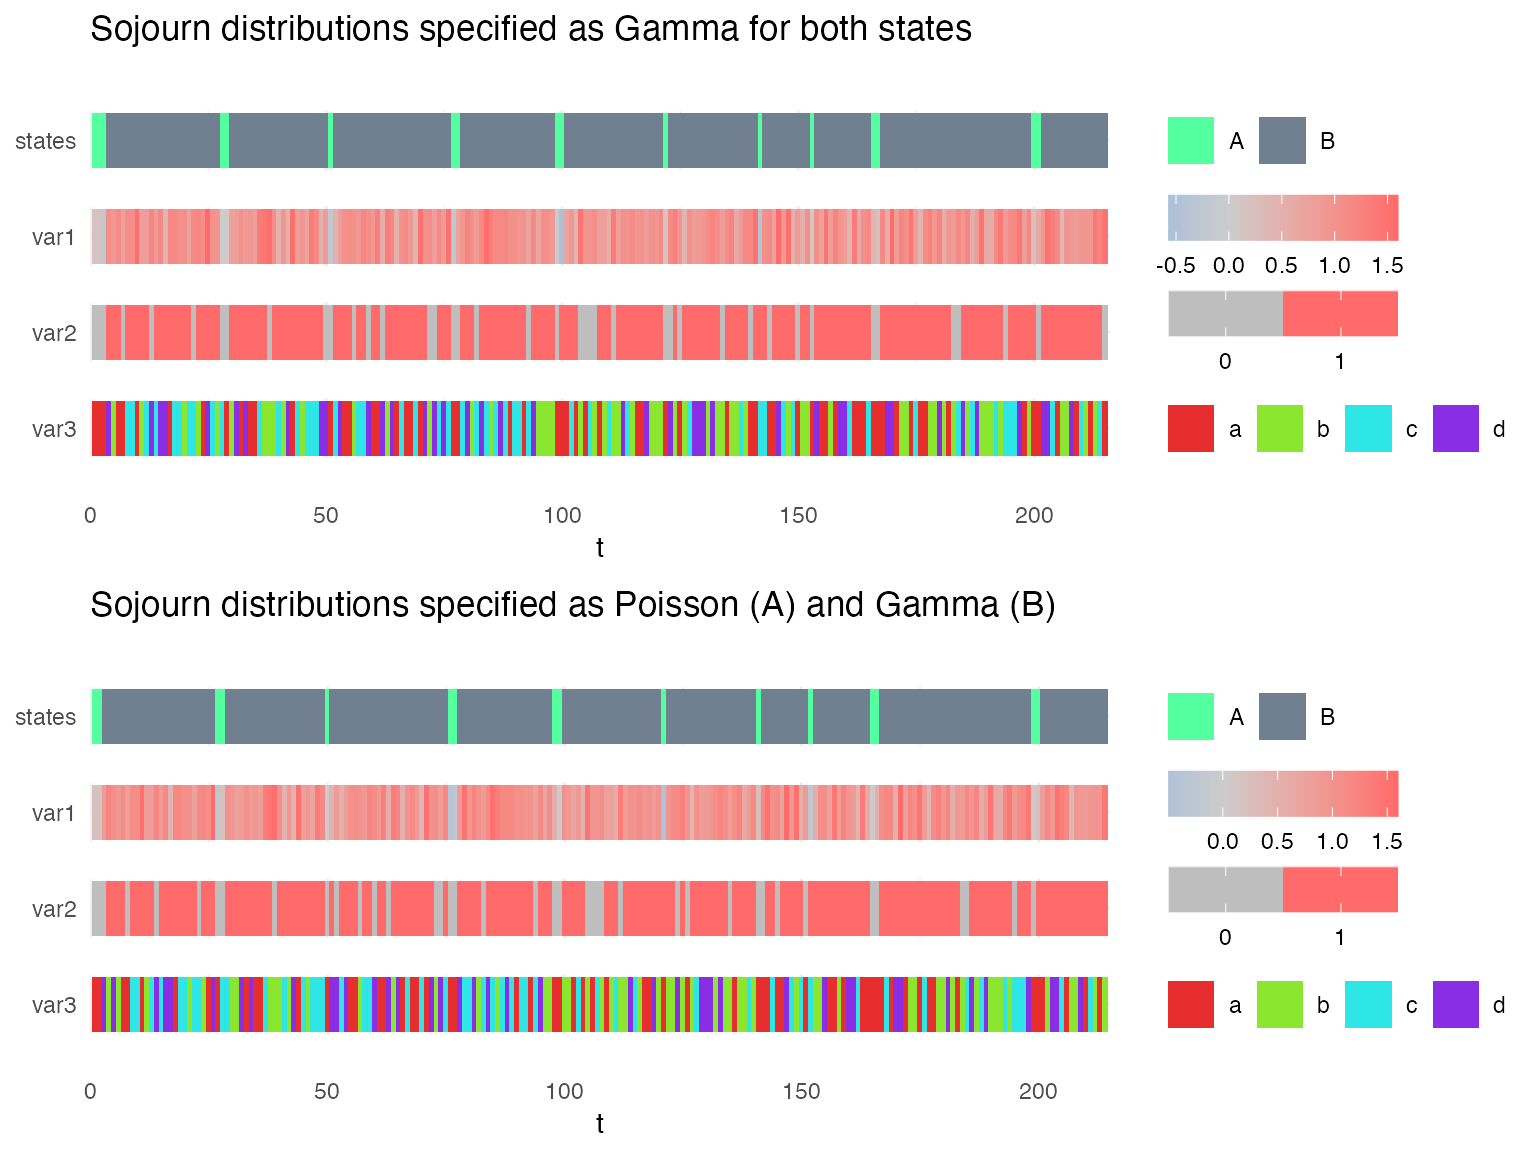 Sojourn distributions specified as Gamma for both states
states
A B
var1
-0.5 0.0 0.5 1.0 1.5
var2
0 1
var3
a b c d
0 50 100 150 200
t
Sojourn distributions specified as Poisson (A) and Gamma (B)
states
A B
var1
0.0 0.5 1.0 1.5
var2
0 1
var3
a b c d
0 50 100 150 200
t